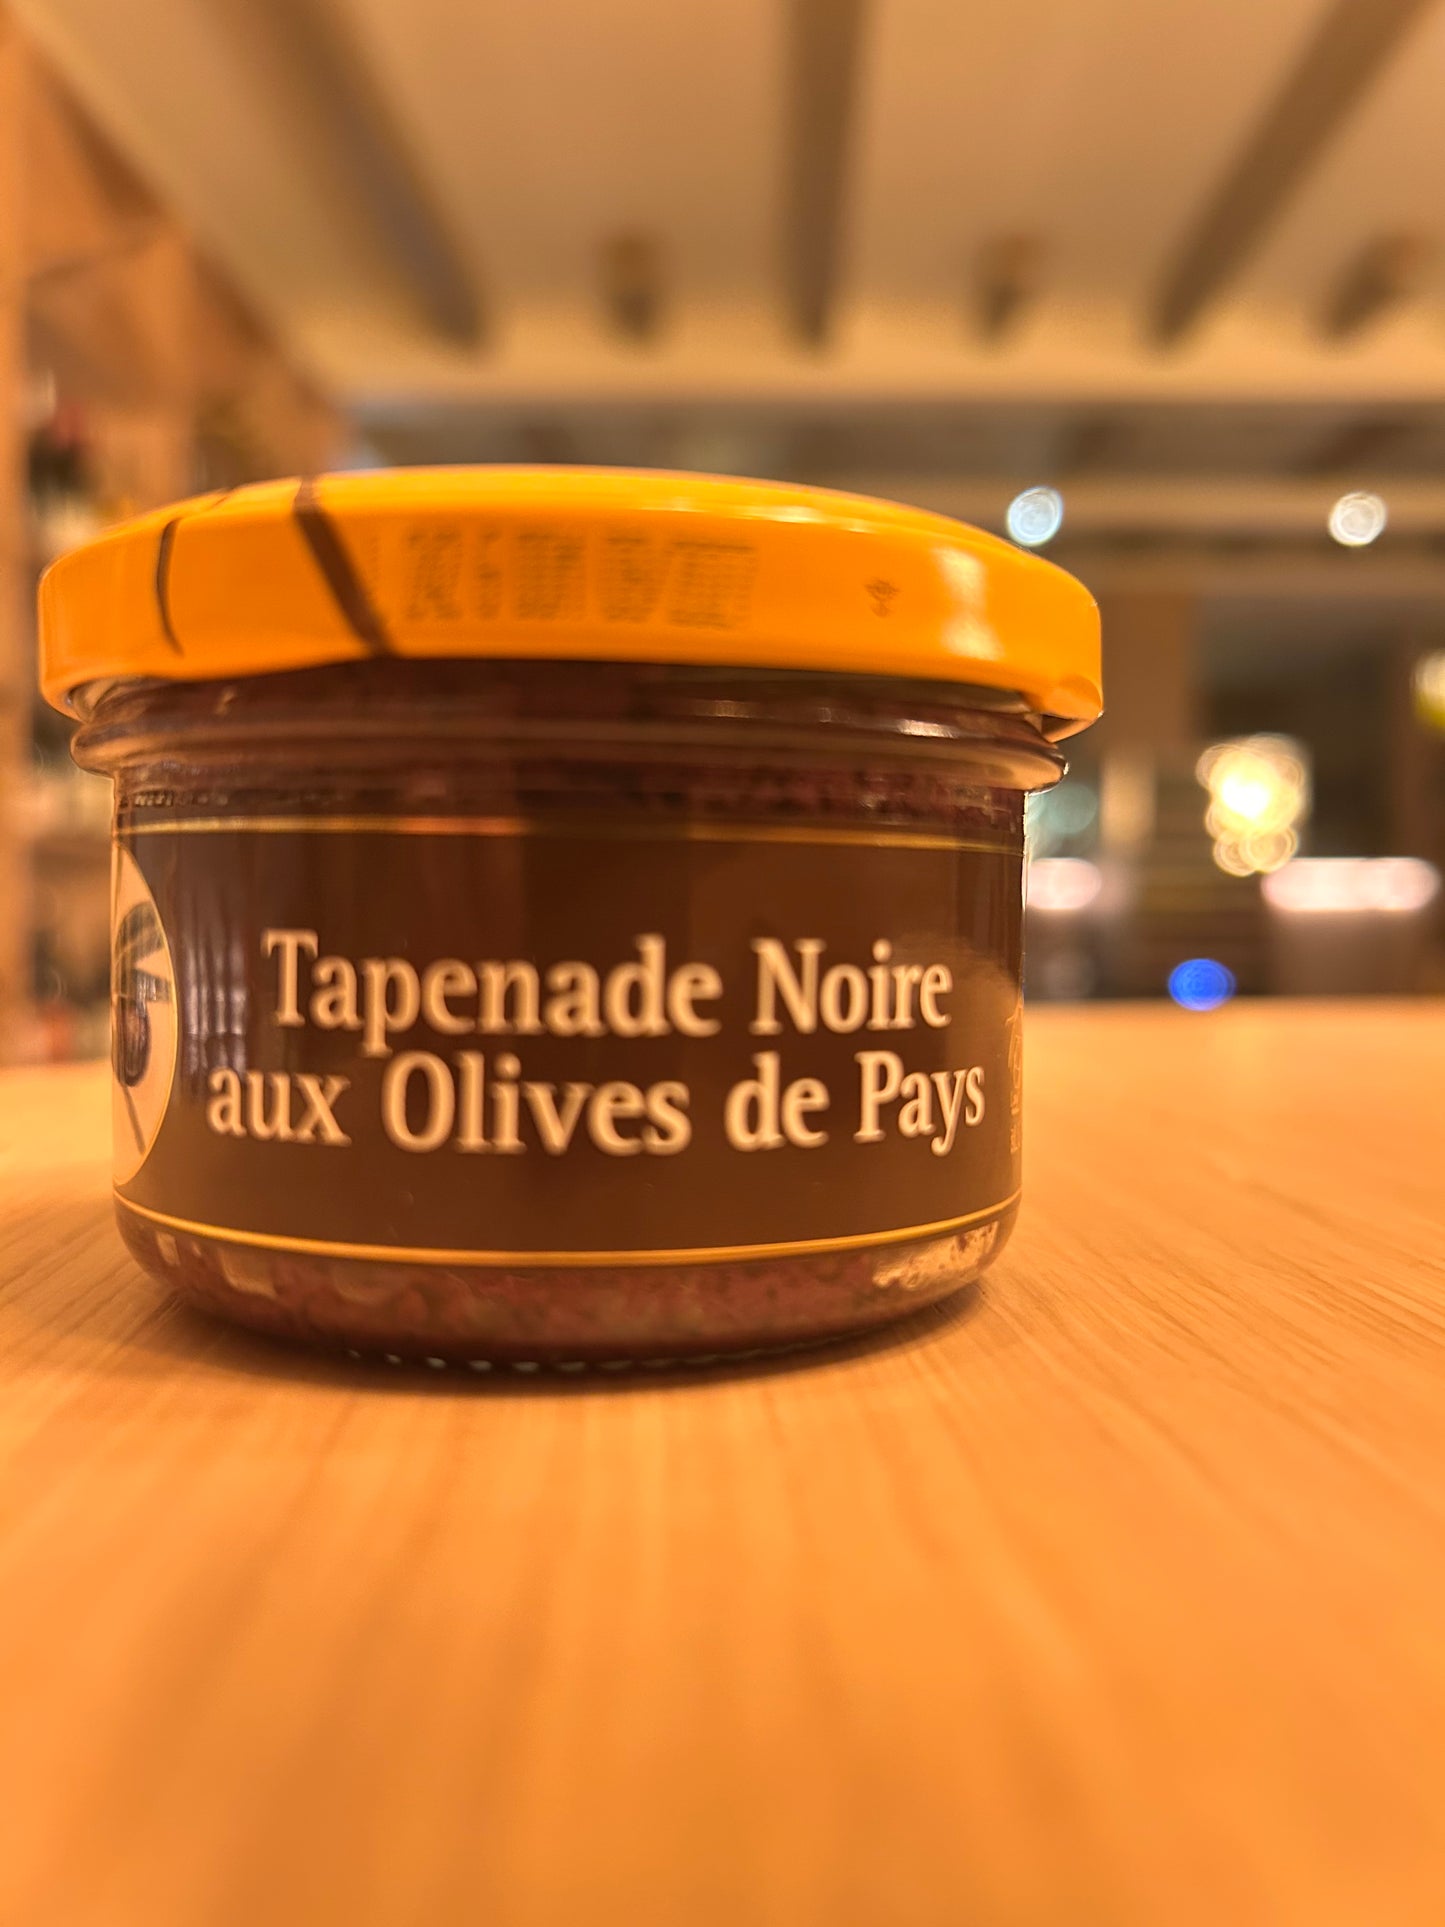 Tapenade Noire
aux Olives de Pays